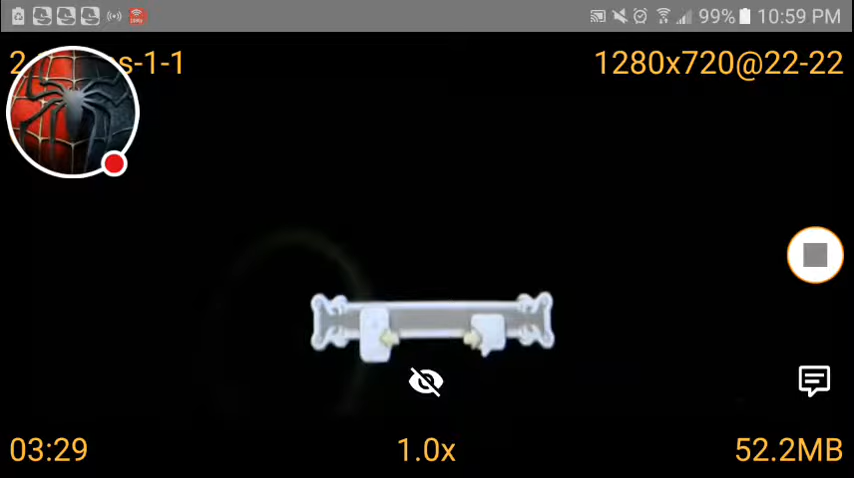 99% 10:59 PM
s-1-1
1280x720@22-22
03:29
1.0x
52.2MB